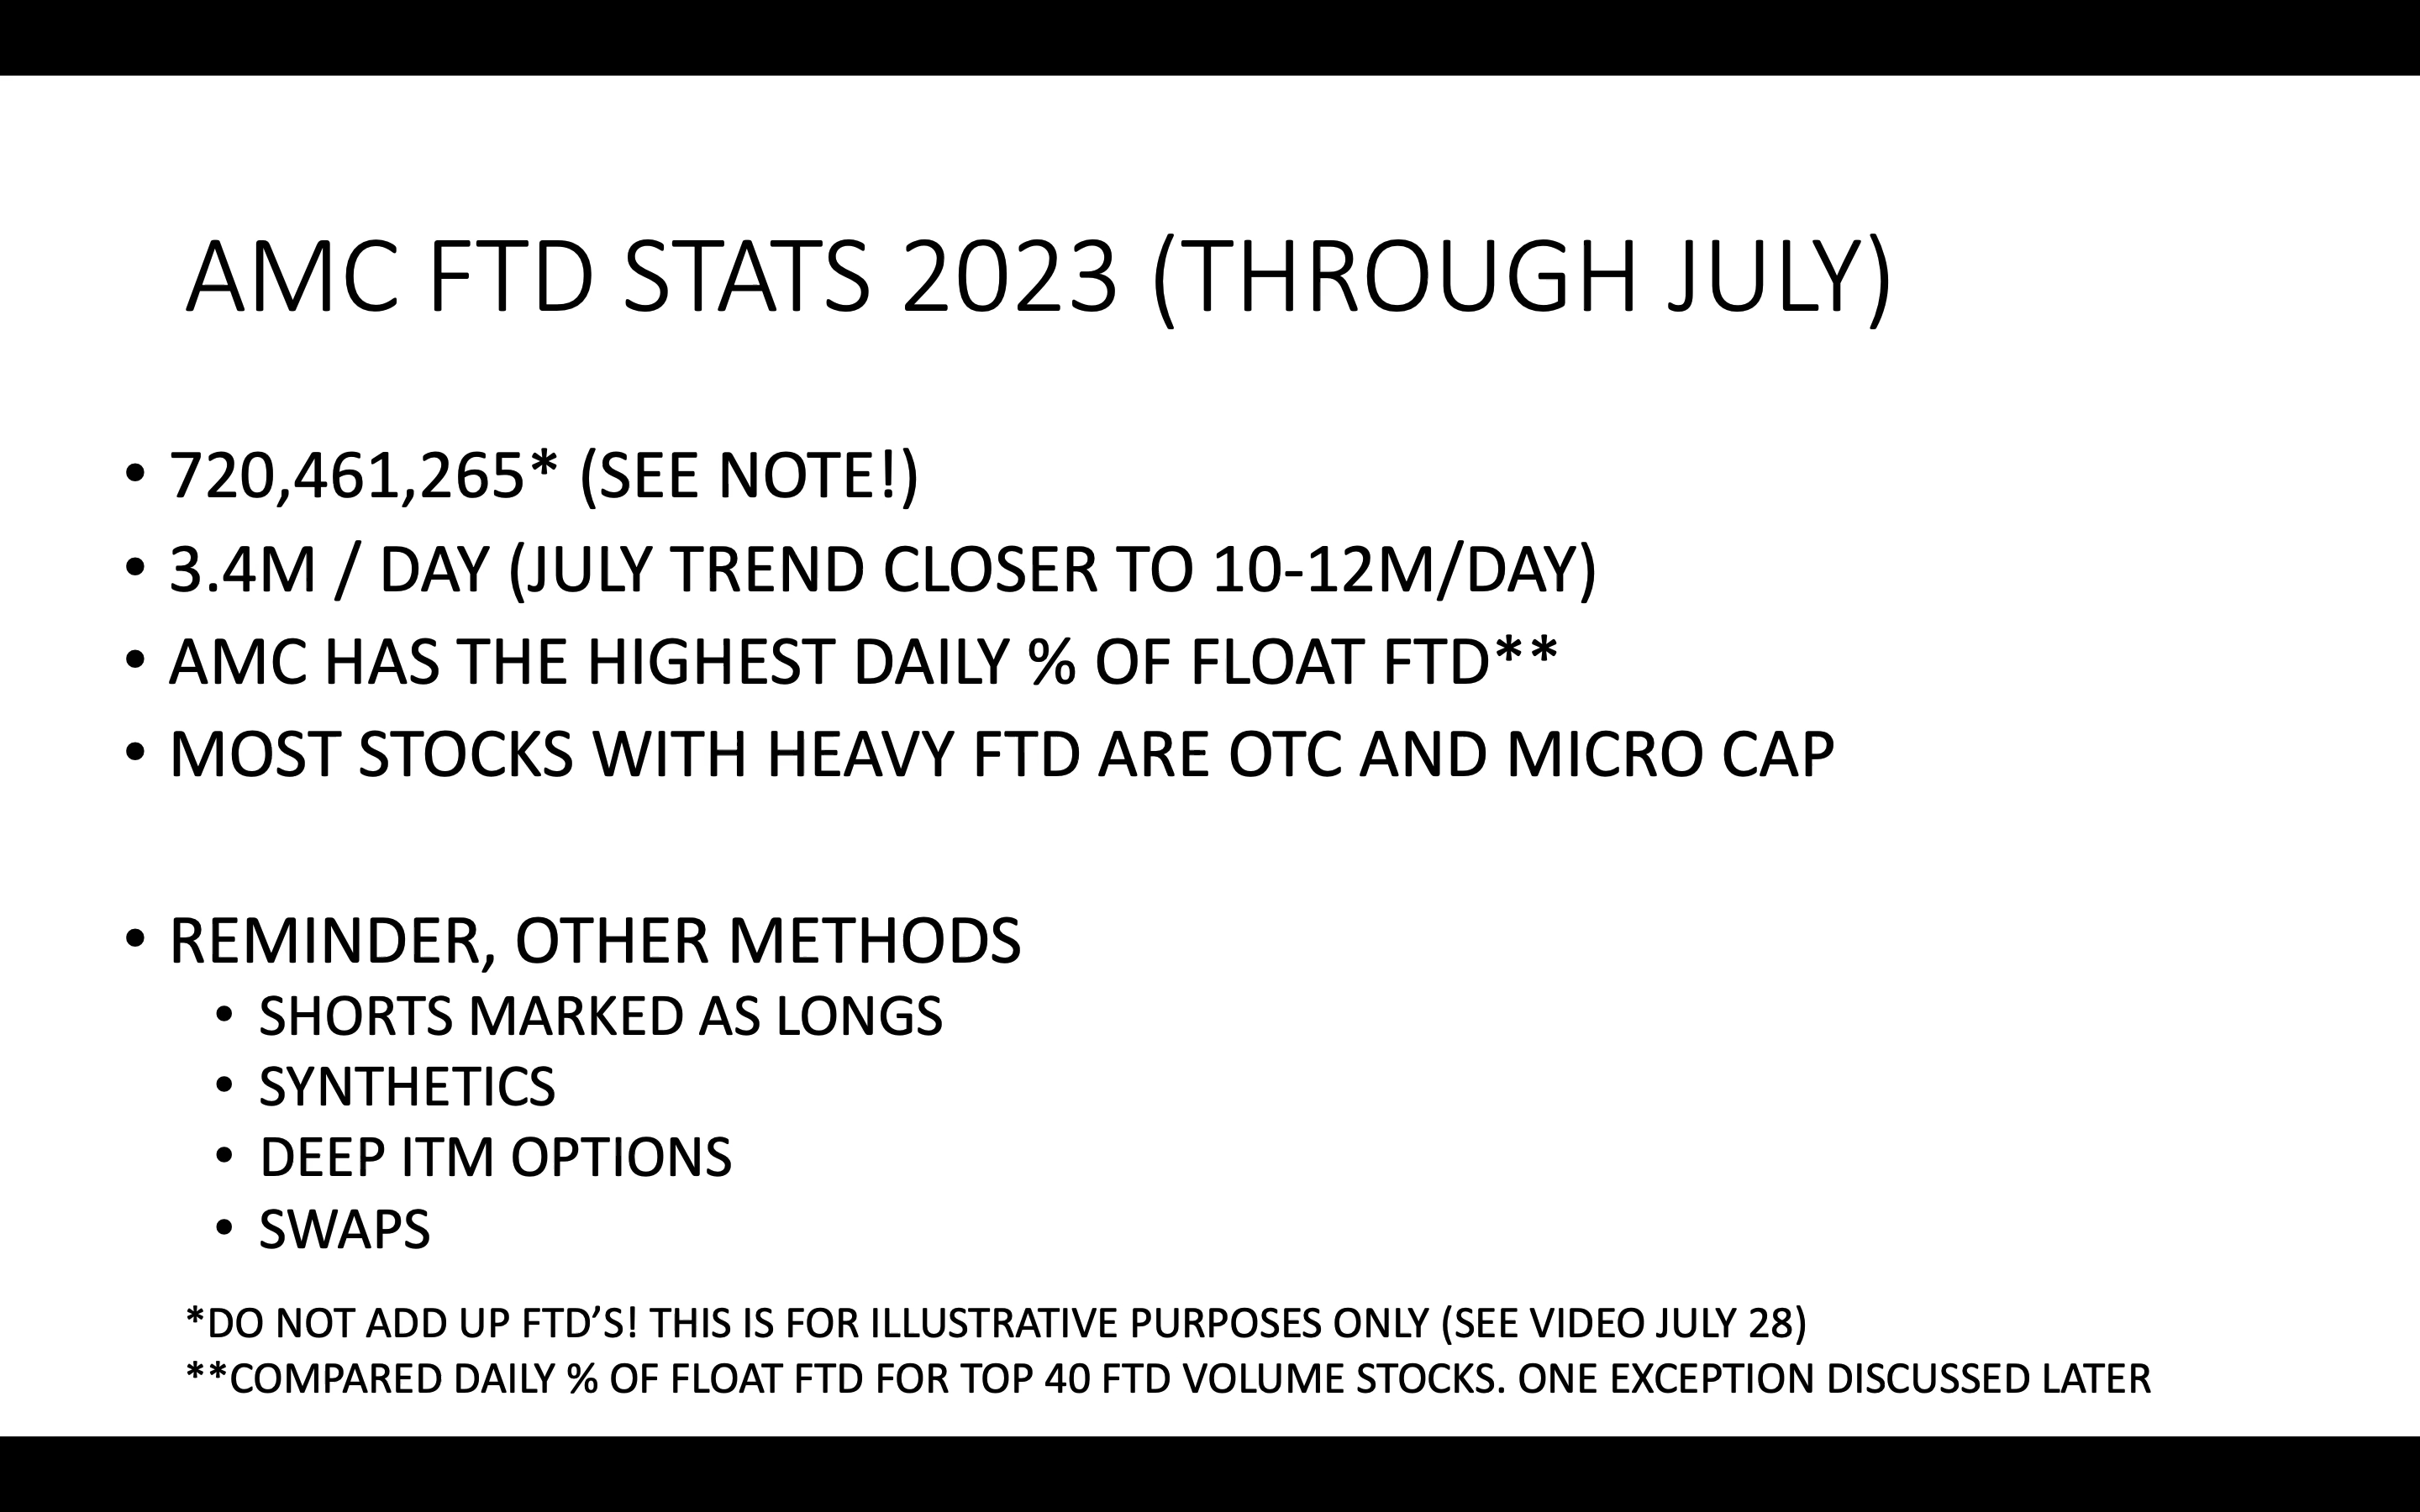 AMC FTD STATS 2023 (THROUGH JULY)
• 720,461,265* (SEE NOTE!)
• 3.4M / DAY (JULY TREND CLOSER TO 10-12M/DAY)
• AMC HAS THE HIGHEST DAILY % OF FLOAT FTD**
• MOST STOCKS WITH HEAVY FTD ARE OTC AND MICRO CAP
• REMINDER, OTHER METHODS
• SHORTS MARKED AS LONGS
• SYNTHETICS
• DEEP ITM OPTIONS
• SWAPS
*DO NOT ADD UP FTD’S! THIS IS FOR ILLUSTRATIVE PURPOSES ONLY (SEE VIDEO JULY 28)
**COMPARED DAILY % OF FLOAT FTD FOR TOP 40 FTD VOLUME STOCKS. ONE EXCEPTION DISCUSSED LATER